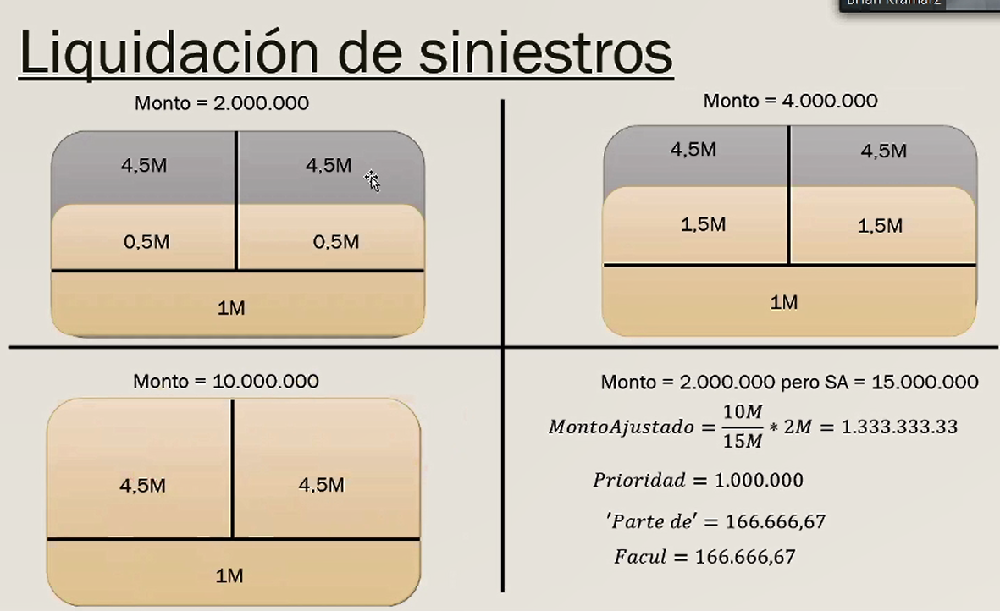 Brian Kramarz
Liquidación de siniestros
Monto = 2.000.000
4,5M 4,5M
0,5M 0,5M
1M
Monto = 4.000.000
4,5M 4,5M
1,5M 1,5M
1M
Monto = 10.000.000
4,5M 4,5M
1M
Monto = 2.000.000 pero SA = 15.000.000
MontoAjustado = 10M/15M * 2M = 1.333.333.33
Prioridad = 1.000.000
'Parte de' = 166.666,67
Facul = 166.666,67